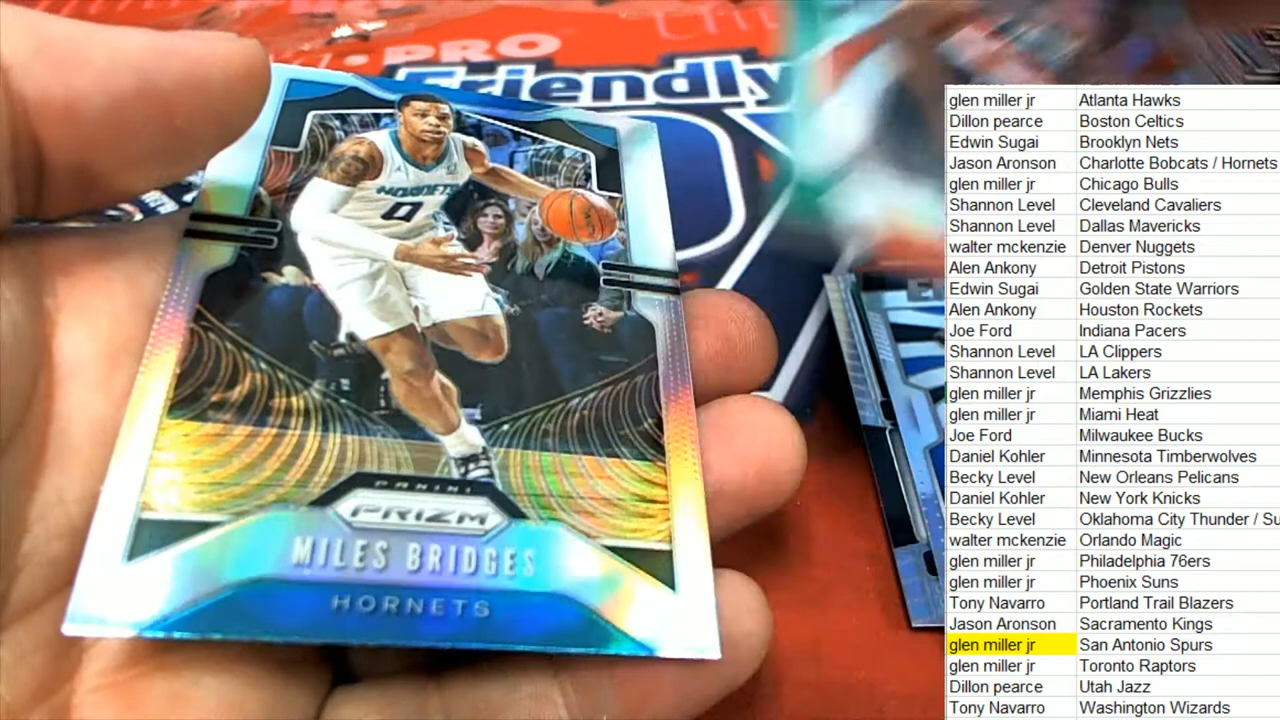 PRO
Friendly
HORNETS
0
PANINI
PRIZM
MILES BRIDGES
HORNETS
glen miller jr Atlanta Hawks
Dillon pearce Boston Celtics
Edwin Sugai Brooklyn Nets
Jason Aronson Charlotte Bobcats / Hornets
glen miller jr Chicago Bulls
Shannon Level Cleveland Cavaliers
Shannon Level Dallas Mavericks
walter mckenzie Denver Nuggets
Alen Ankony Detroit Pistons
Edwin Sugai Golden State Warriors
Alen Ankony Houston Rockets
Joe Ford Indiana Pacers
Shannon Level LA Clippers
Shannon Level LA Lakers
glen miller jr Memphis Grizzlies
glen miller jr Miami Heat
Joe Ford Milwaukee Bucks
Daniel Kohler Minnesota Timberwolves
Becky Level New Orleans Pelicans
Daniel Kohler New York Knicks
Becky Level Oklahoma City Thunder / Su
walter mckenzie Orlando Magic
glen miller jr Philadelphia 76ers
glen miller jr Phoenix Suns
Tony Navarro Portland Trail Blazers
Jason Aronson Sacramento Kings
glen miller jr San Antonio Spurs
glen miller jr Toronto Raptors
Dillon pearce Utah Jazz
Tony Navarro Washington Wizards